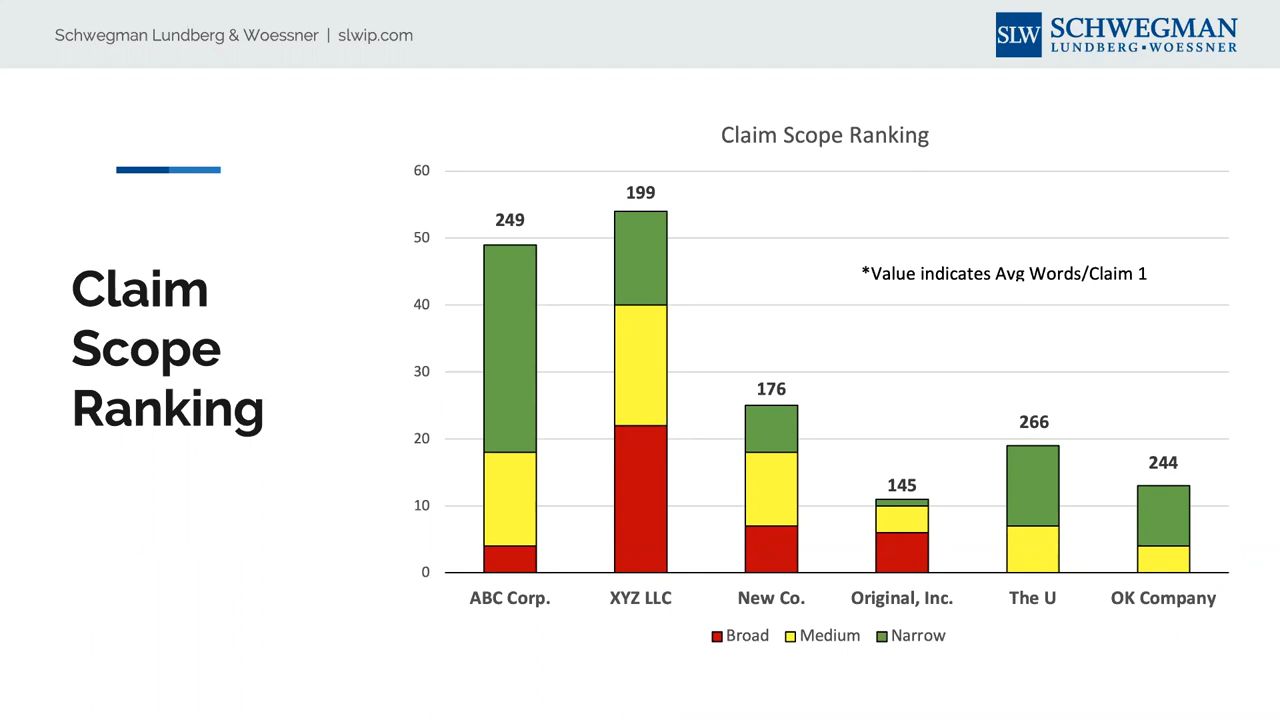 Schwegman Lundberg & Woessner | slwip.com
SLW SCHWEGMAN
LUNDBERG ▪ WOESSNER
Claim
Scope
Ranking
Claim Scope Ranking
60
50
40
30
20
10
0
249
199
176
145
266
244
*Value indicates Avg Words/Claim 1
ABC Corp. XYZ LLC New Co. Original, Inc. The U OK Company
Broad Medium Narrow